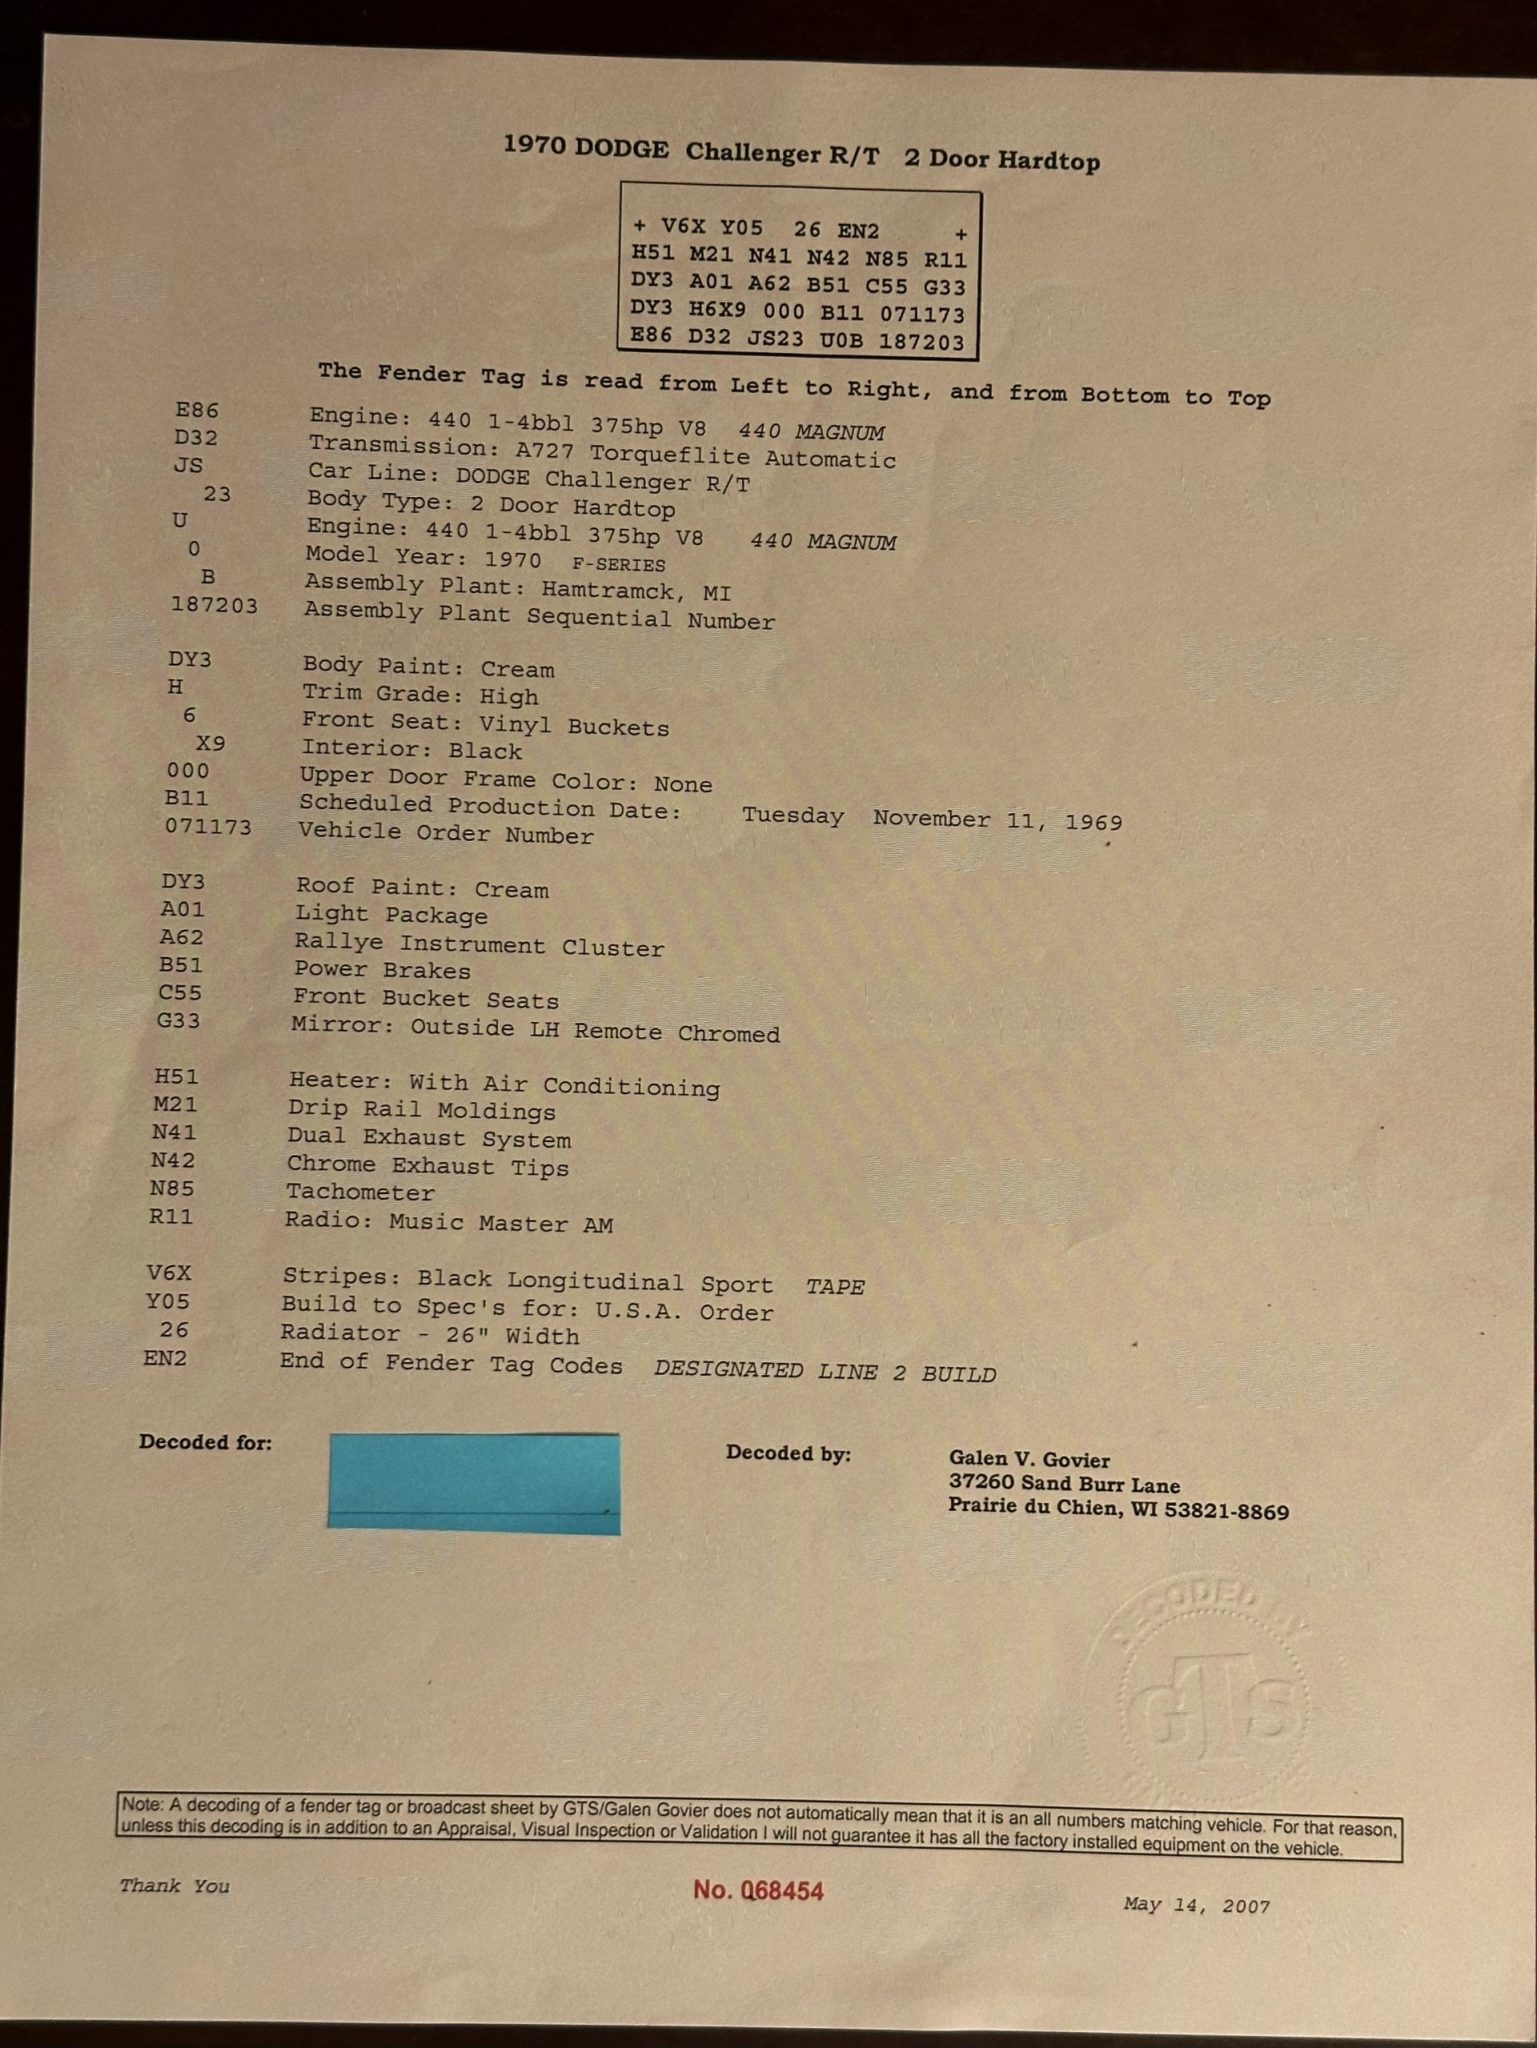 1970 DODGE Challenger R/T 2 Door Hardtop
+ V6X Y05 26 EN2 +
H51 M21 N41 N42 N85 R11
DY3 A01 A62 B51 C55 G33
DY3 H6X9 000 B11 071173
E86 D32 JS23 U0B 187203
The Fender Tag is read from Left to Right, and from Bottom to Top
E86 Engine: 440 1-4bbl 375hp V8 440 MAGNUM
D32 Transmission: A727 Torqueflite Automatic
JS Car Line: DODGE Challenger R/T
23 Body Type: 2 Door Hardtop
U Engine: 440 1-4bbl 375hp V8 440 MAGNUM
0 Model Year: 1970 F-SERIES
B Assembly Plant: Hamtramck, MI
187203 Assembly Plant Sequential Number
DY3 Body Paint: Cream
H Trim Grade: High
6 Front Seat: Vinyl Buckets
X9 Interior: Black
000 Upper Door Frame Color: None
B11 Scheduled Production Date: Tuesday November 11, 1969
071173 Vehicle Order Number
DY3 Roof Paint: Cream
A01 Light Package
A62 Rallye Instrument Cluster
B51 Power Brakes
C55 Front Bucket Seats
G33 Mirror: Outside LH Remote Chromed
H51 Heater: With Air Conditioning
M21 Drip Rail Moldings
N41 Dual Exhaust System
N42 Chrome Exhaust Tips
N85 Tachometer
R11 Radio: Music Master AM
V6X Stripes: Black Longitudinal Sport TAPE
Y05 Build to Spec's for: U.S.A. Order
26 Radiator - 26" Width
EN2 End of Fender Tag Codes DESIGNATED LINE 2 BUILD
Decoded for: Decoded by: Galen V. Govier
37260 Sand Burr Lane
Prairie du Chien, WI 53821-8869
DECODED BY
GTS
Note: A decoding of a fender tag or broadcast sheet by GTS/Galen Govier does not automatically mean that it is an all numbers matching vehicle. For that reason,
unless this decoding is in addition to an Appraisal, Visual Inspection or Validation I will not guarantee it has all the factory installed equipment on the vehicle.
Thank You No. 068454 May 14, 2007